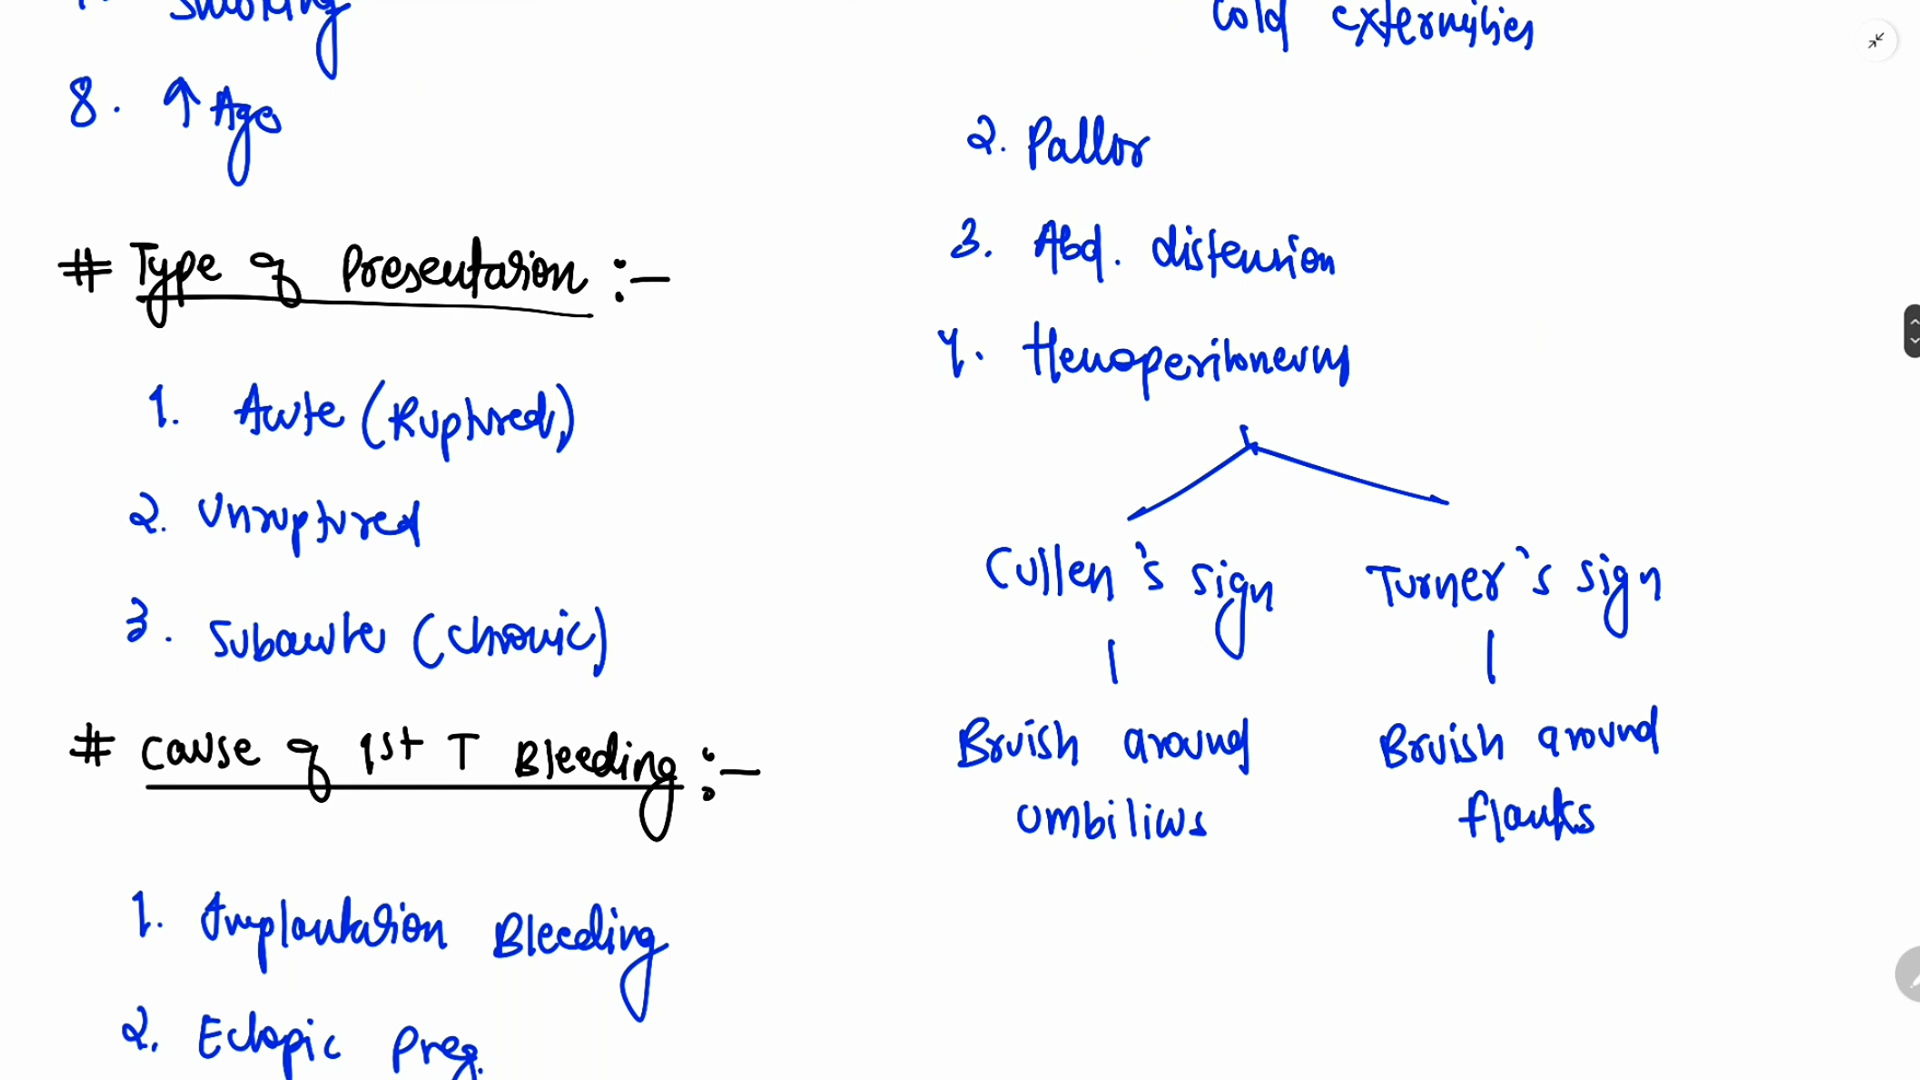 Smoking
8. ↑ Age
# Type of Presentation :-
1. Acute (Ruptured)
2. Unruptured
3. Subacute (chronic)
# Cause of 1st T Bleeding :-
1. Implantation Bleeding
2. Ectopic Preg.
Cold externities
2. Pallor
3. Abd. distension
4. Hemoperitoneum
Cullen's sign Turner's sign
Bruish around Bruish around
umbilicus flanks